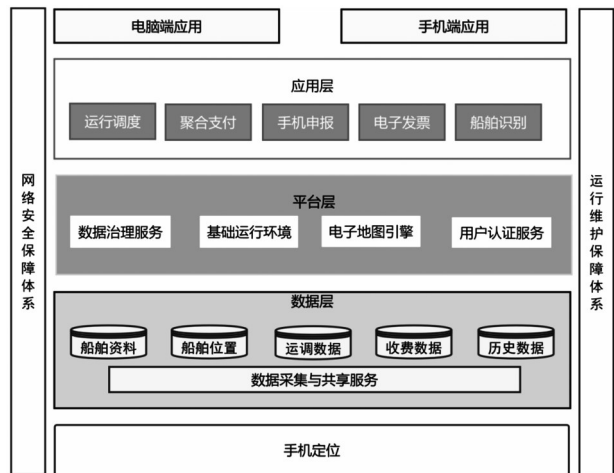 电脑端应用
手机端应用
应用层
运行调度
聚合支付
手机申报
电子发票
船舶识别
网络安全保障体系
运行维护保障体系
平台层
数据治理服务
基础运行环境
电子地图引擎
用户认证服务
数据层
船舶资料
船舶位置
运调数据
收费数据
历史数据
数据采集与共享服务
手机定位